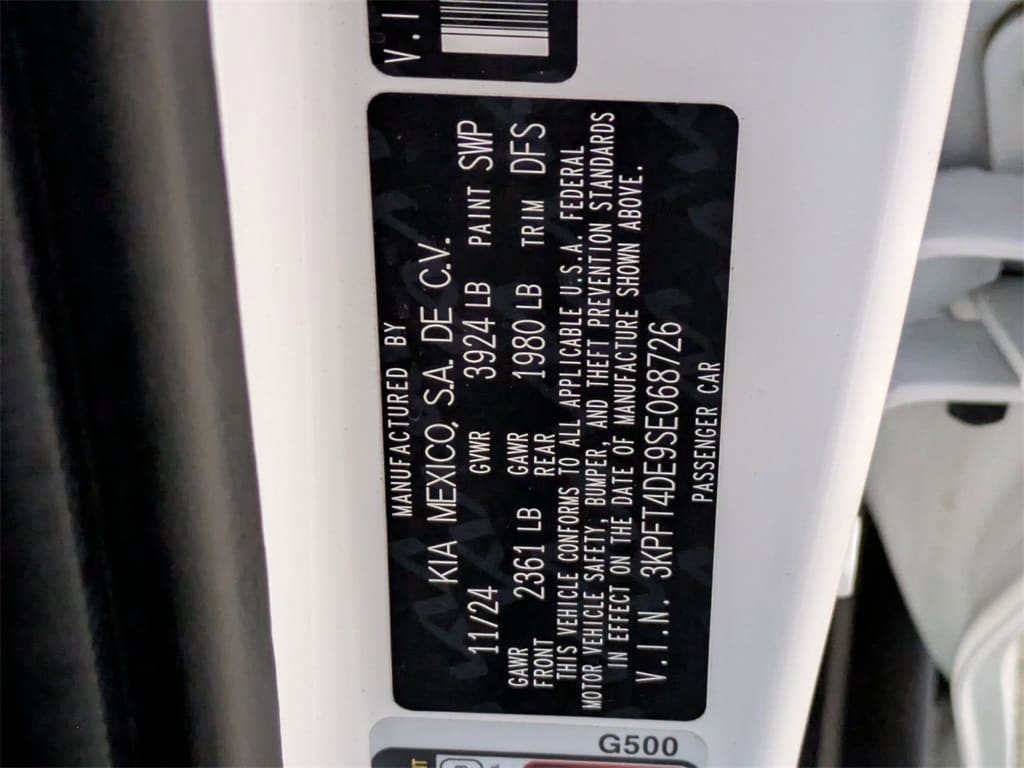 V.I
MANUFACTURED BY
KIA MEXICO, S.A. DE C.V.
11/24 GVWR 3924 LB PAINT SWP
GAWR FRONT 2361 LB GAWR REAR 1980 LB TRIM DFS
THIS VEHICLE CONFORMS TO ALL APPLICABLE U.S.A. FEDERAL
MOTOR VEHICLE SAFETY, BUMPER, AND THEFT PREVENTION STANDARDS
IN EFFECT ON THE DATE OF MANUFACTURE SHOWN ABOVE.
V.I.N. 3KPFT4DE9SE068726
PASSENGER CAR
G500